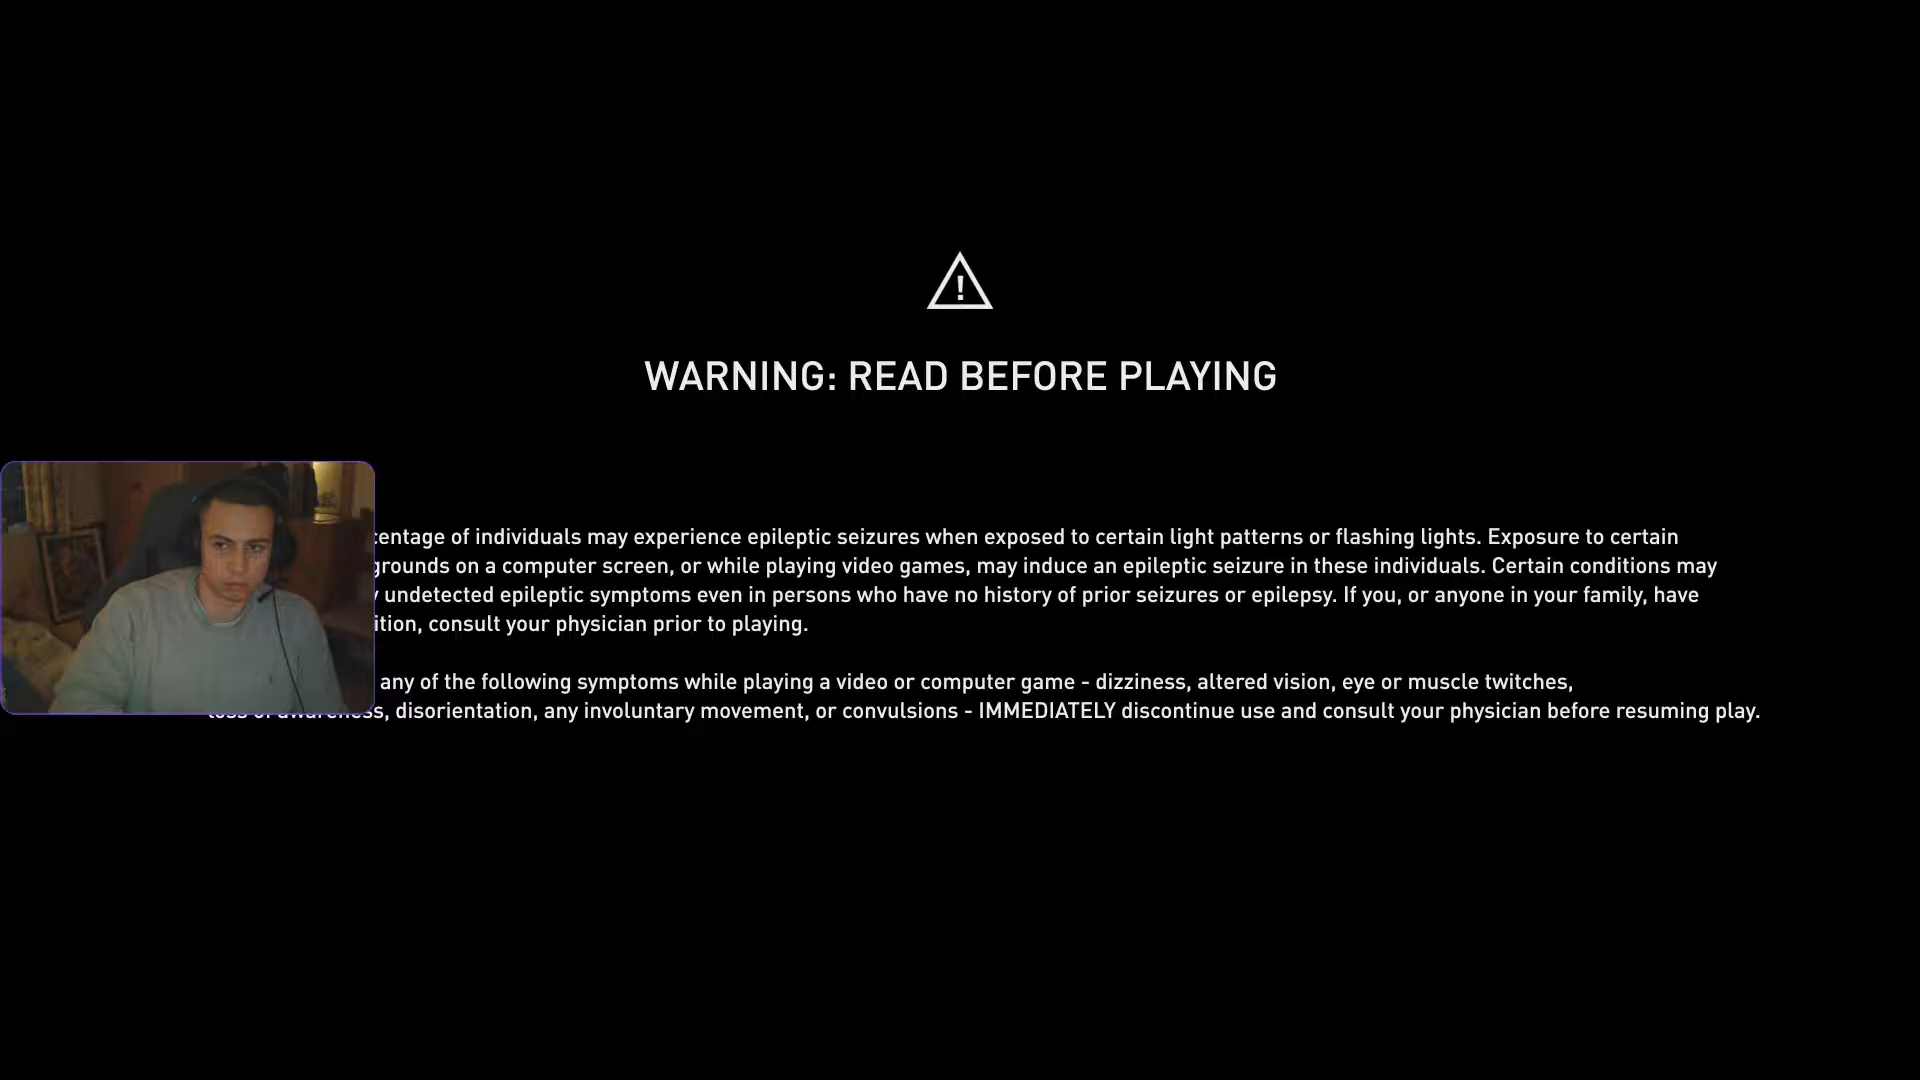 WARNING: READ BEFORE PLAYING
of individuals may experience epileptic seizures when exposed to certain light patterns or flashing lights. Exposure to certain
on a computer screen, or while playing video games, may induce an epileptic seizure in these individuals. Certain conditions may
undetected epileptic symptoms even in persons who have no history of prior seizures or epilepsy. If you, or anyone in your family, have
consult your physician prior to playing.
any of the following symptoms while playing a video or computer game - dizziness, altered vision, eye or muscle twitches,
loss of awareness, disorientation, any involuntary movement, or convulsions - IMMEDIATELY discontinue use and consult your physician before resuming play.